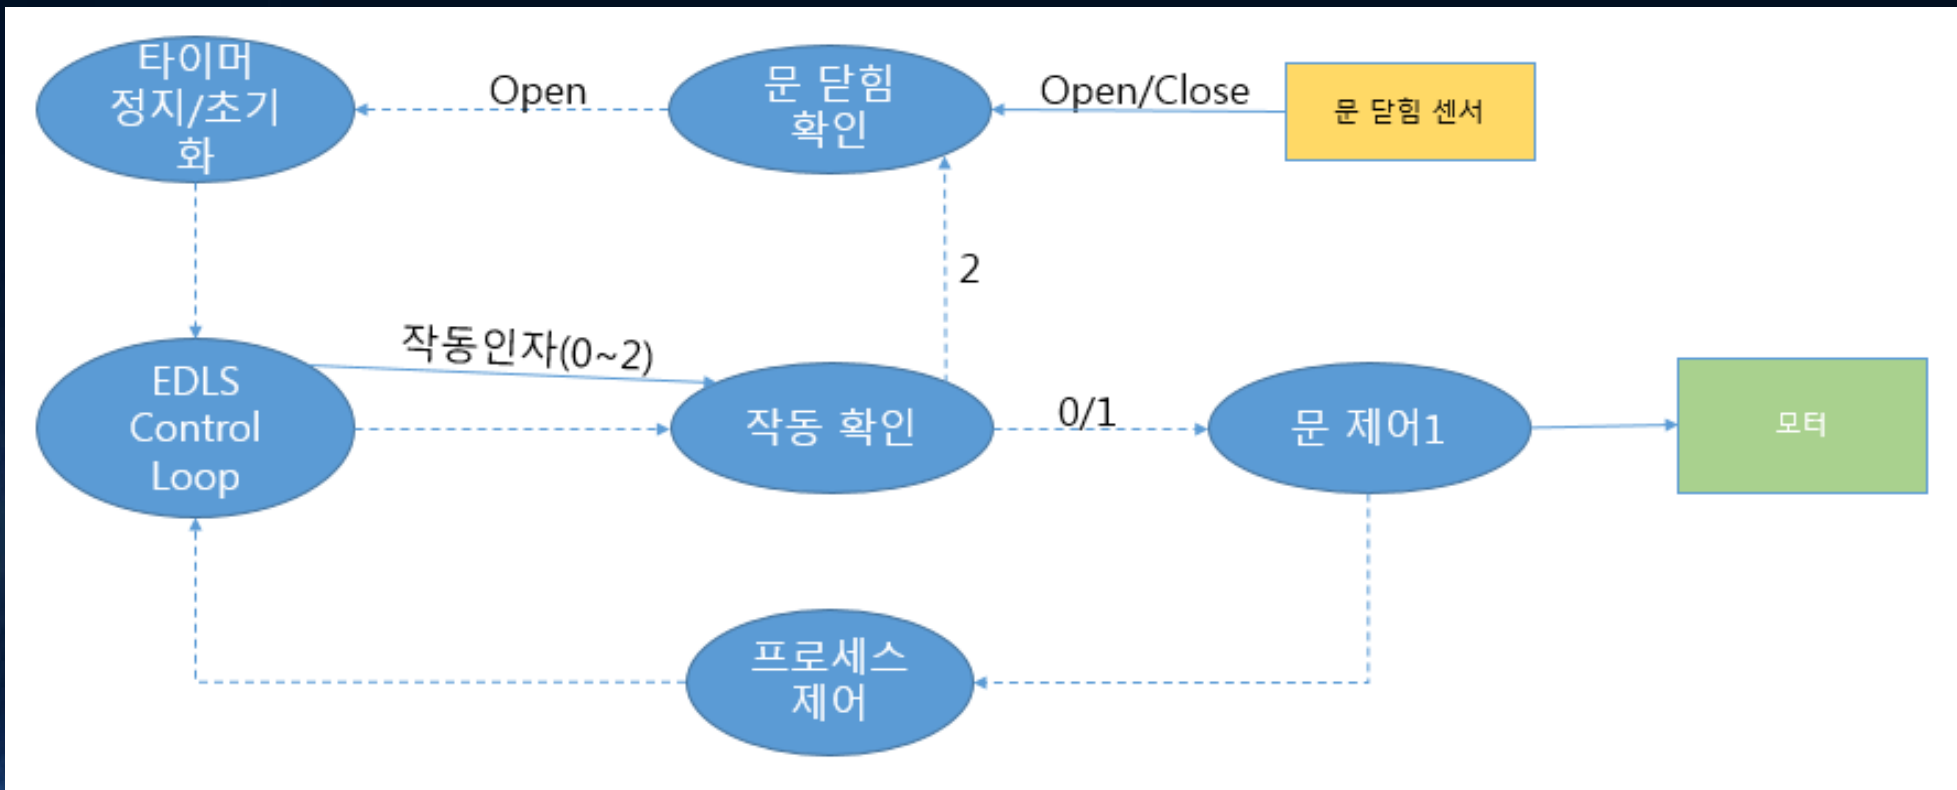 타이머
정지/초기
화
Open
문 닫힘
확인
Open/Close
문 닫힘 센서
2
작동인자(0~2)
EDLS
Control
Loop
작동 확인
0/1
문 제어1
모터
프로세스
제어